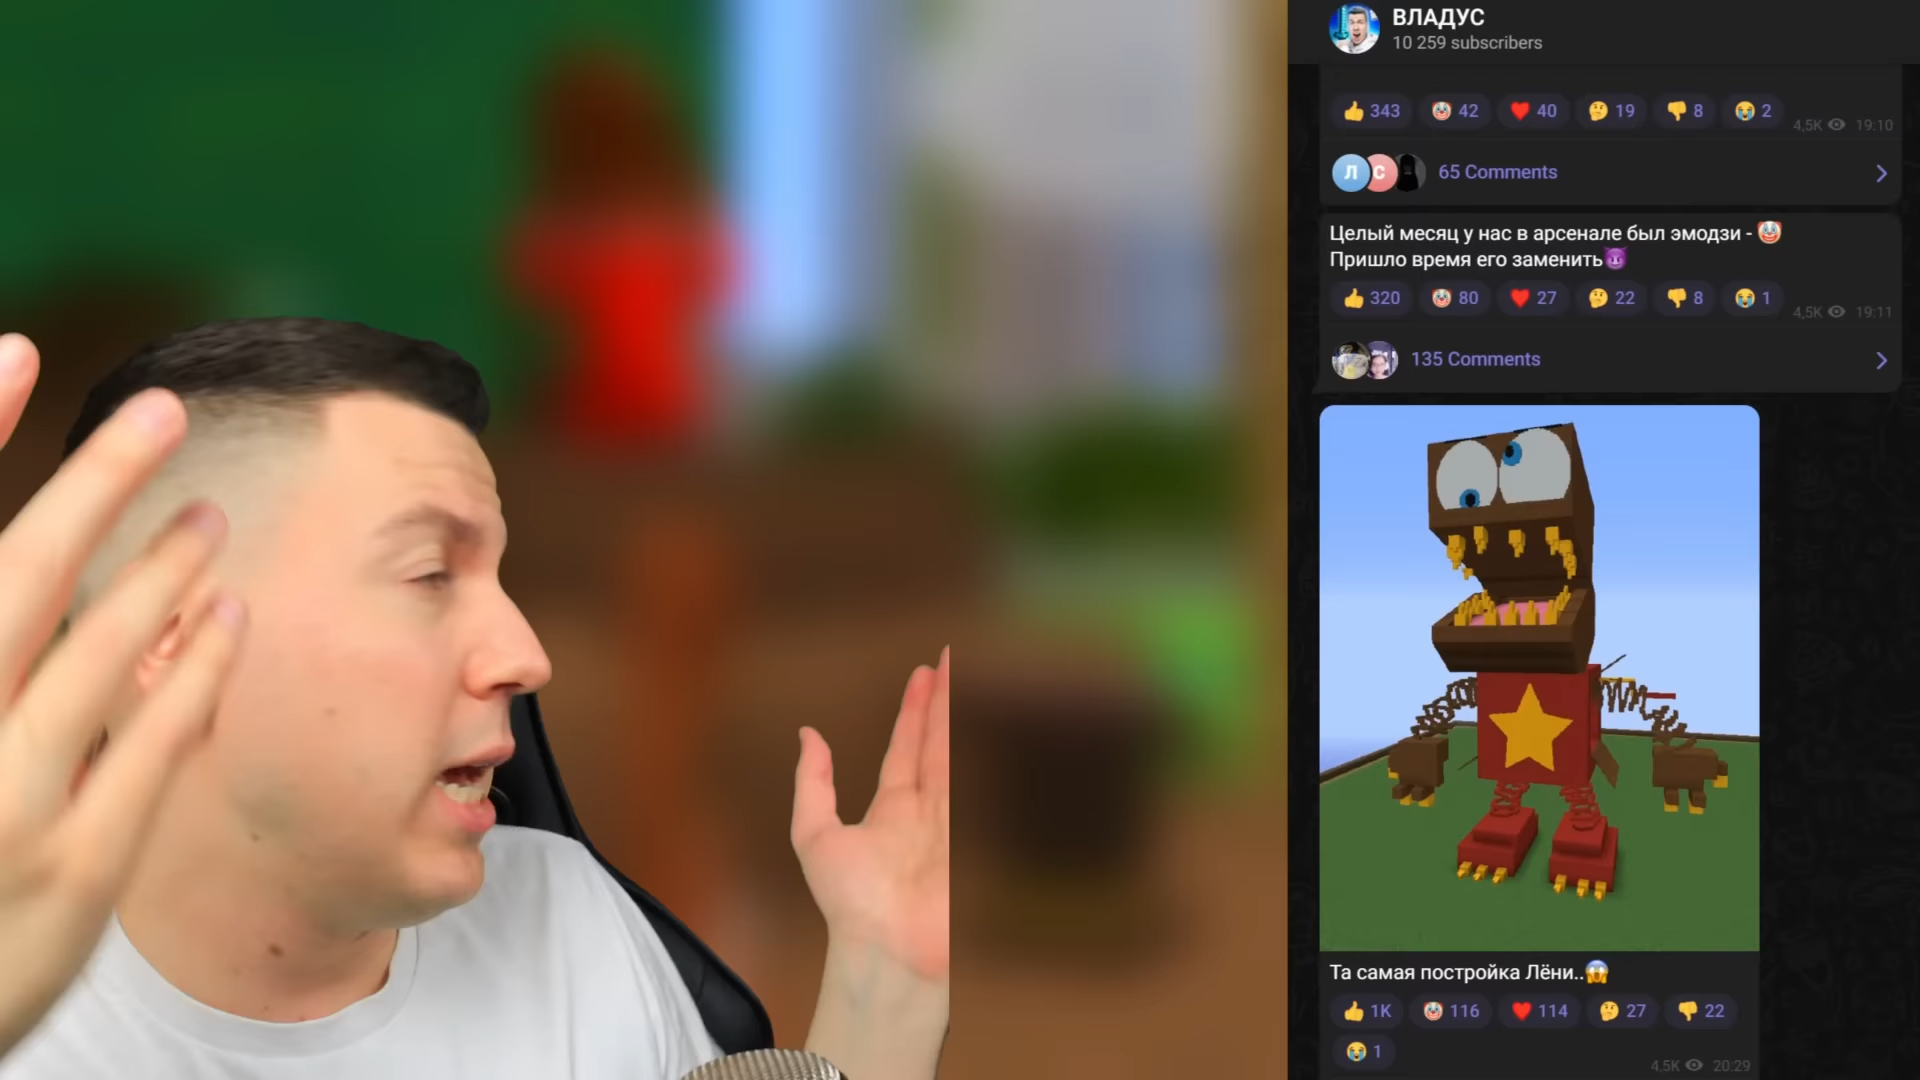 ВЛАДУС
10 259 subscribers
343 42 40 19 8 2
4,5K 19:10
Л С 65 Comments
Целый месяц у нас в арсенале был эмодзи - 🤡
Пришло время его заменить😈
320 80 27 22 8 1
4,5K 19:11
135 Comments
Та самая постройка Лёни..😱
1K 116 114 27 22
1
4,5K 20:29